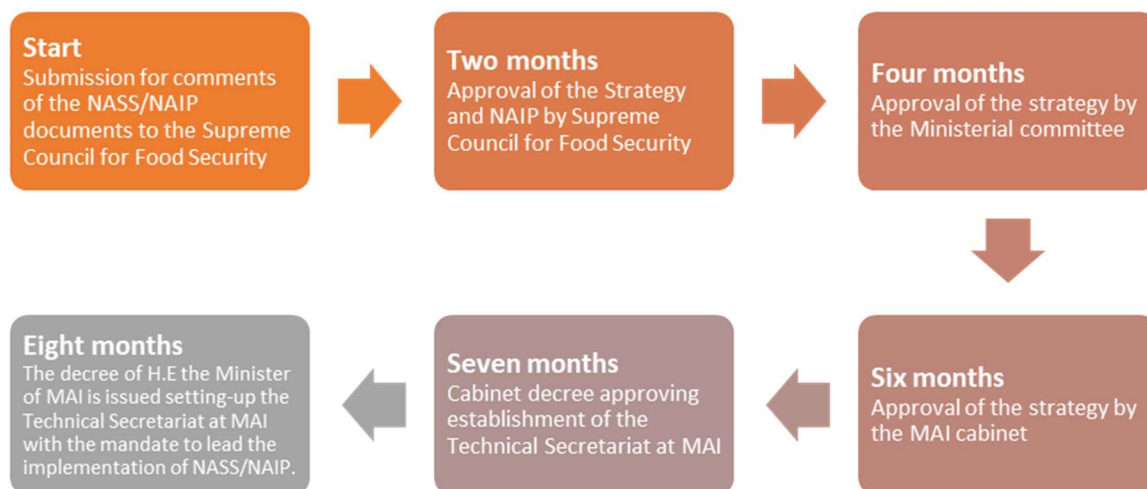 Start
Submission for comments
of the NASS/NAIP
documents to the Supreme
Council for Food Security
Two months
Approval of the Strategy
and NAIP by Supreme
Council for Food Security
Four months
Approval of the strategy by
the Ministerial committee
Six months
Approval of the strategy by
the MAI cabinet
Seven months
Cabinet decree approving
establishment of the
Technical Secretariat at MAI
Eight months
The decree of H.E the Minister
of MAI is issued setting-up the
Technical Secretariat at MAI
with the mandate to lead the
implementation of NASS/NAIP.